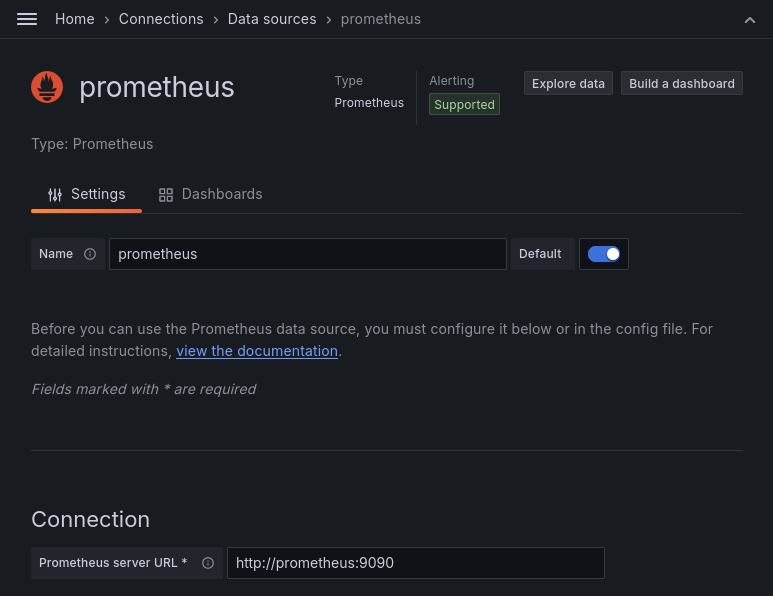 Home › Connections › Data sources › prometheus
prometheus
Type
Prometheus
Alerting
Supported
Explore data
Build a dashboard
Type: Prometheus
Settings
Dashboards
Name
prometheus
Default
Before you can use the Prometheus data source, you must configure it below or in the config file. For
detailed instructions, view the documentation.
Fields marked with * are required
Connection
Prometheus server URL *
http://prometheus:9090